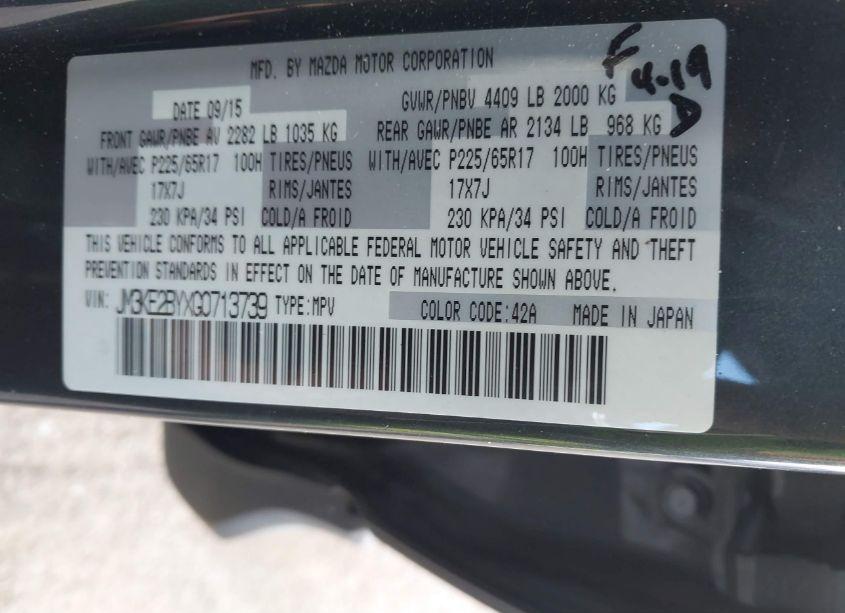 MFD. BY MAZDA MOTOR CORPORATION
F 4-19
D
DATE 09/15 GVWR/PNBV 4409 LB 2000 KG
FRONT GAWR/PNBE AV 2282 LB 1035 KG REAR GAWR/PNBE AR 2134 LB 968 KG
WITH/AVEC P225/65R17 100H TIRES/PNEUS WITH/AVEC P225/65R17 100H TIRES/PNEUS
17X7J RIMS/JANTES 17X7J RIMS/JANTES
230 KPA/34 PSI COLD/A FROID 230 KPA/34 PSI COLD/A FROID
THIS VEHICLE CONFORMS TO ALL APPLICABLE FEDERAL MOTOR VEHICLE SAFETY AND THEFT
PREVENTION STANDARDS IN EFFECT ON THE DATE OF MANUFACTURE SHOWN ABOVE.
VIN: JM3KE2BYXG0713739 TYPE:MPV COLOR CODE:42A MADE IN JAPAN